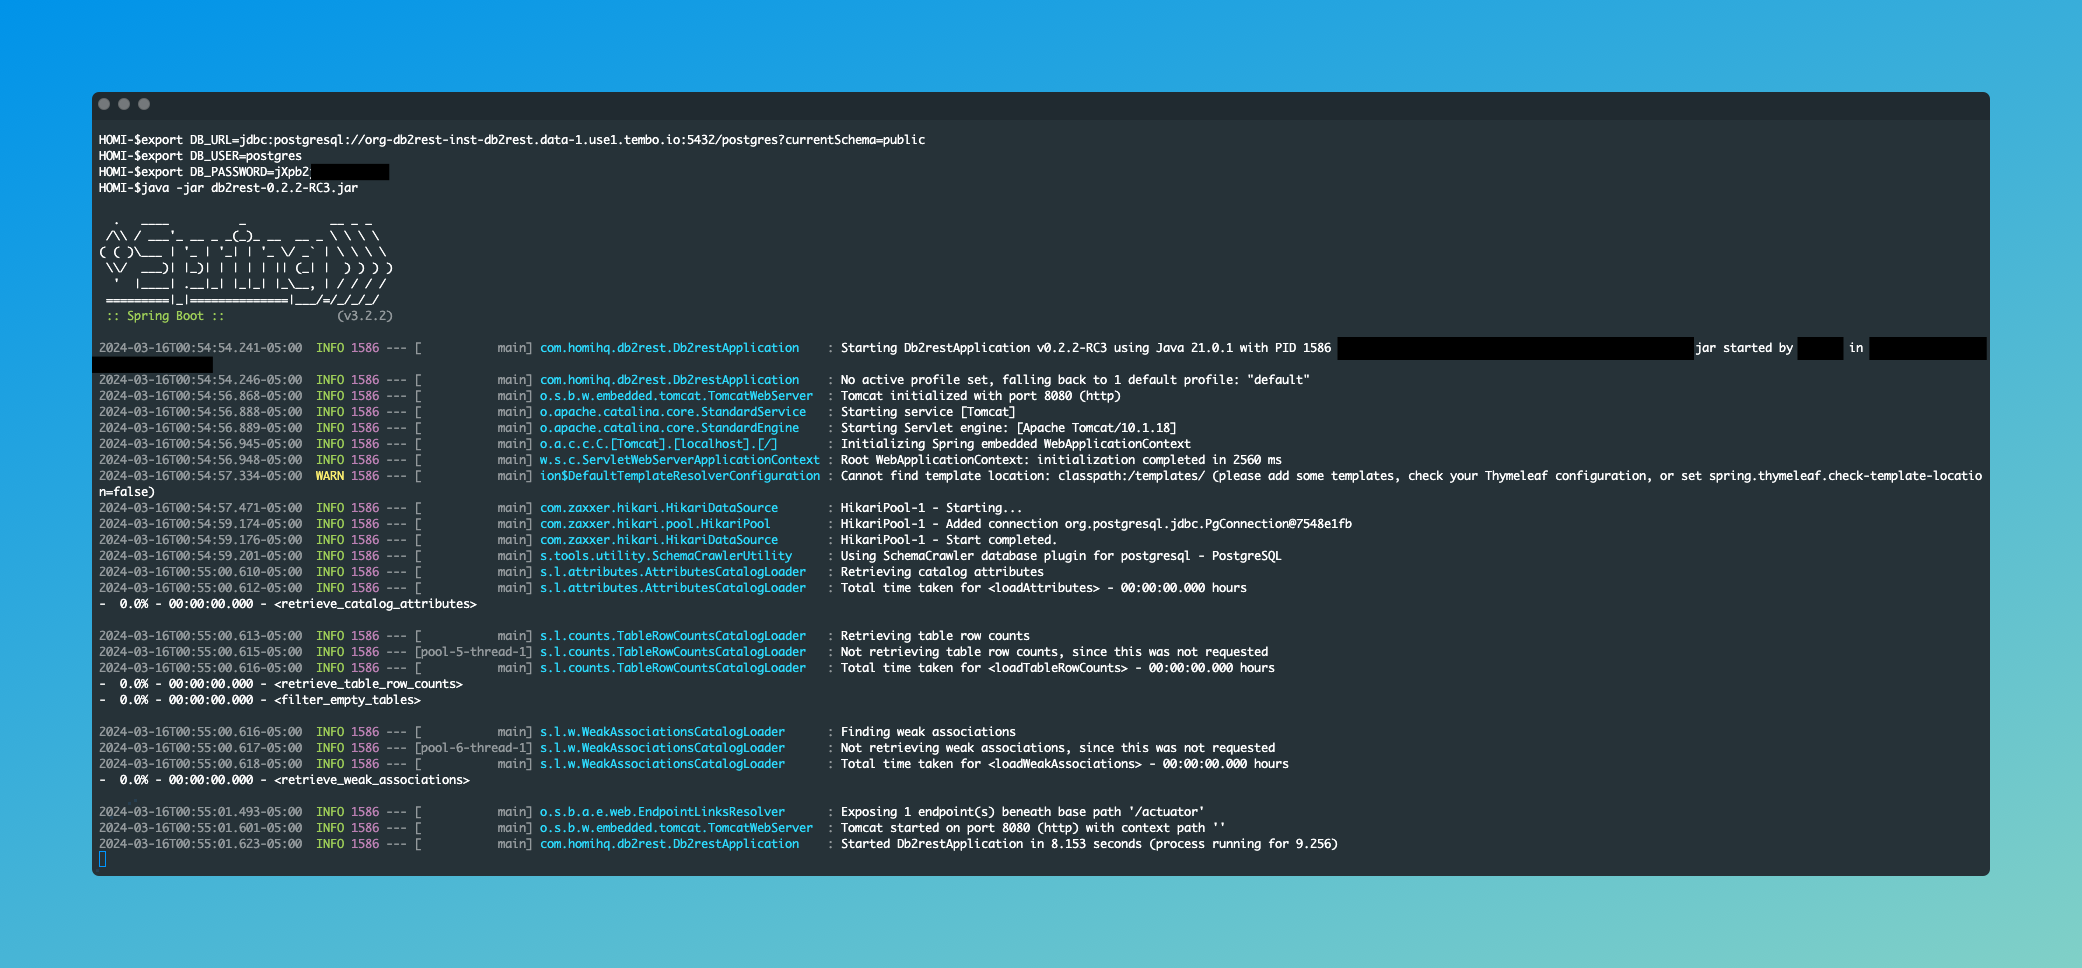 HOMI-$export DB_URL=jdbc:postgresql://org-db2rest-inst-db2rest.data-1.use1.tembo.io:5432/postgres?currentSchema=public
HOMI-$export DB_USER=postgres
HOMI-$export DB_PASSWORD=jXpb2
HOMI-$java -jar db2rest-0.2.2-RC3.jar
  .   ____          _            __ _ _
 /\\ / ___'_ __ _ _(_)_ __  __ _ \ \ \ \
( ( )\___ | '_ | '_| | '_ \/ _` | \ \ \ \
 \\/  ___)| |_)| | | | | || (_| |  ) ) ) )
  '  |____| .__|_| |_|_| |_\__, | / / / /
 =========|_|==============|___/=/_/_/_/
 :: Spring Boot ::                (v3.2.2)
2024-03-16T00:54:54.241-05:00  INFO 1586 --- [           main] com.homihq.db2rest.Db2restApplication    : Starting Db2restApplication v0.2.2-RC3 using Java 21.0.1 with PID 1586 jar started by in
2024-03-16T00:54:54.246-05:00  INFO 1586 --- [           main] com.homihq.db2rest.Db2restApplication    : No active profile set, falling back to 1 default profile: "default"
2024-03-16T00:54:56.868-05:00  INFO 1586 --- [           main] o.s.b.w.embedded.tomcat.TomcatWebServer  : Tomcat initialized with port 8080 (http)
2024-03-16T00:54:56.888-05:00  INFO 1586 --- [           main] o.apache.catalina.core.StandardService   : Starting service [Tomcat]
2024-03-16T00:54:56.889-05:00  INFO 1586 --- [           main] o.apache.catalina.core.StandardEngine    : Starting Servlet engine: [Apache Tomcat/10.1.18]
2024-03-16T00:54:56.945-05:00  INFO 1586 --- [           main] o.a.c.c.C.[Tomcat].[localhost].[/]       : Initializing Spring embedded WebApplicationContext
2024-03-16T00:54:56.948-05:00  INFO 1586 --- [           main] w.s.c.ServletWebServerApplicationContext : Root WebApplicationContext: initialization completed in 2560 ms
2024-03-16T00:54:57.334-05:00  WARN 1586 --- [           main] ion$DefaultTemplateResolverConfiguration : Cannot find template location: classpath:/templates/ (please add some templates, check your Thymeleaf configuration, or set spring.thymeleaf.check-template-locatio
n=false)
2024-03-16T00:54:57.471-05:00  INFO 1586 --- [           main] com.zaxxer.hikari.HikariDataSource       : HikariPool-1 - Starting...
2024-03-16T00:54:59.174-05:00  INFO 1586 --- [           main] com.zaxxer.hikari.pool.HikariPool        : HikariPool-1 - Added connection org.postgresql.jdbc.PgConnection@7548e1fb
2024-03-16T00:54:59.176-05:00  INFO 1586 --- [           main] com.zaxxer.hikari.HikariDataSource       : HikariPool-1 - Start completed.
2024-03-16T00:54:59.201-05:00  INFO 1586 --- [           main] s.tools.utility.SchemaCrawlerUtility     : Using SchemaCrawler database plugin for postgresql - PostgreSQL
2024-03-16T00:55:00.610-05:00  INFO 1586 --- [           main] s.l.attributes.AttributesCatalogLoader   : Retrieving catalog attributes
2024-03-16T00:55:00.612-05:00  INFO 1586 --- [           main] s.l.attributes.AttributesCatalogLoader   : Total time taken for <loadAttributes> - 00:00:00.000 hours
-  0.0% - 00:00:00.000 - <retrieve_catalog_attributes>
2024-03-16T00:55:00.613-05:00  INFO 1586 --- [           main] s.l.counts.TableRowCountsCatalogLoader   : Retrieving table row counts
2024-03-16T00:55:00.615-05:00  INFO 1586 --- [pool-5-thread-1] s.l.counts.TableRowCountsCatalogLoader   : Not retrieving table row counts, since this was not requested
2024-03-16T00:55:00.616-05:00  INFO 1586 --- [           main] s.l.counts.TableRowCountsCatalogLoader   : Total time taken for <loadTableRowCounts> - 00:00:00.000 hours
-  0.0% - 00:00:00.000 - <retrieve_table_row_counts>
-  0.0% - 00:00:00.000 - <filter_empty_tables>
2024-03-16T00:55:00.616-05:00  INFO 1586 --- [           main] s.l.w.WeakAssociationsCatalogLoader      : Finding weak associations
2024-03-16T00:55:00.617-05:00  INFO 1586 --- [pool-6-thread-1] s.l.w.WeakAssociationsCatalogLoader      : Not retrieving weak associations, since this was not requested
2024-03-16T00:55:00.618-05:00  INFO 1586 --- [           main] s.l.w.WeakAssociationsCatalogLoader      : Total time taken for <loadWeakAssociations> - 00:00:00.000 hours
-  0.0% - 00:00:00.000 - <retrieve_weak_associations>
2024-03-16T00:55:01.493-05:00  INFO 1586 --- [           main] o.s.b.a.e.web.EndpointLinksResolver      : Exposing 1 endpoint(s) beneath base path '/actuator'
2024-03-16T00:55:01.601-05:00  INFO 1586 --- [           main] o.s.b.w.embedded.tomcat.TomcatWebServer  : Tomcat started on port 8080 (http) with context path ''
2024-03-16T00:55:01.623-05:00  INFO 1586 --- [           main] com.homihq.db2rest.Db2restApplication    : Started Db2restApplication in 8.153 seconds (process running for 9.256)